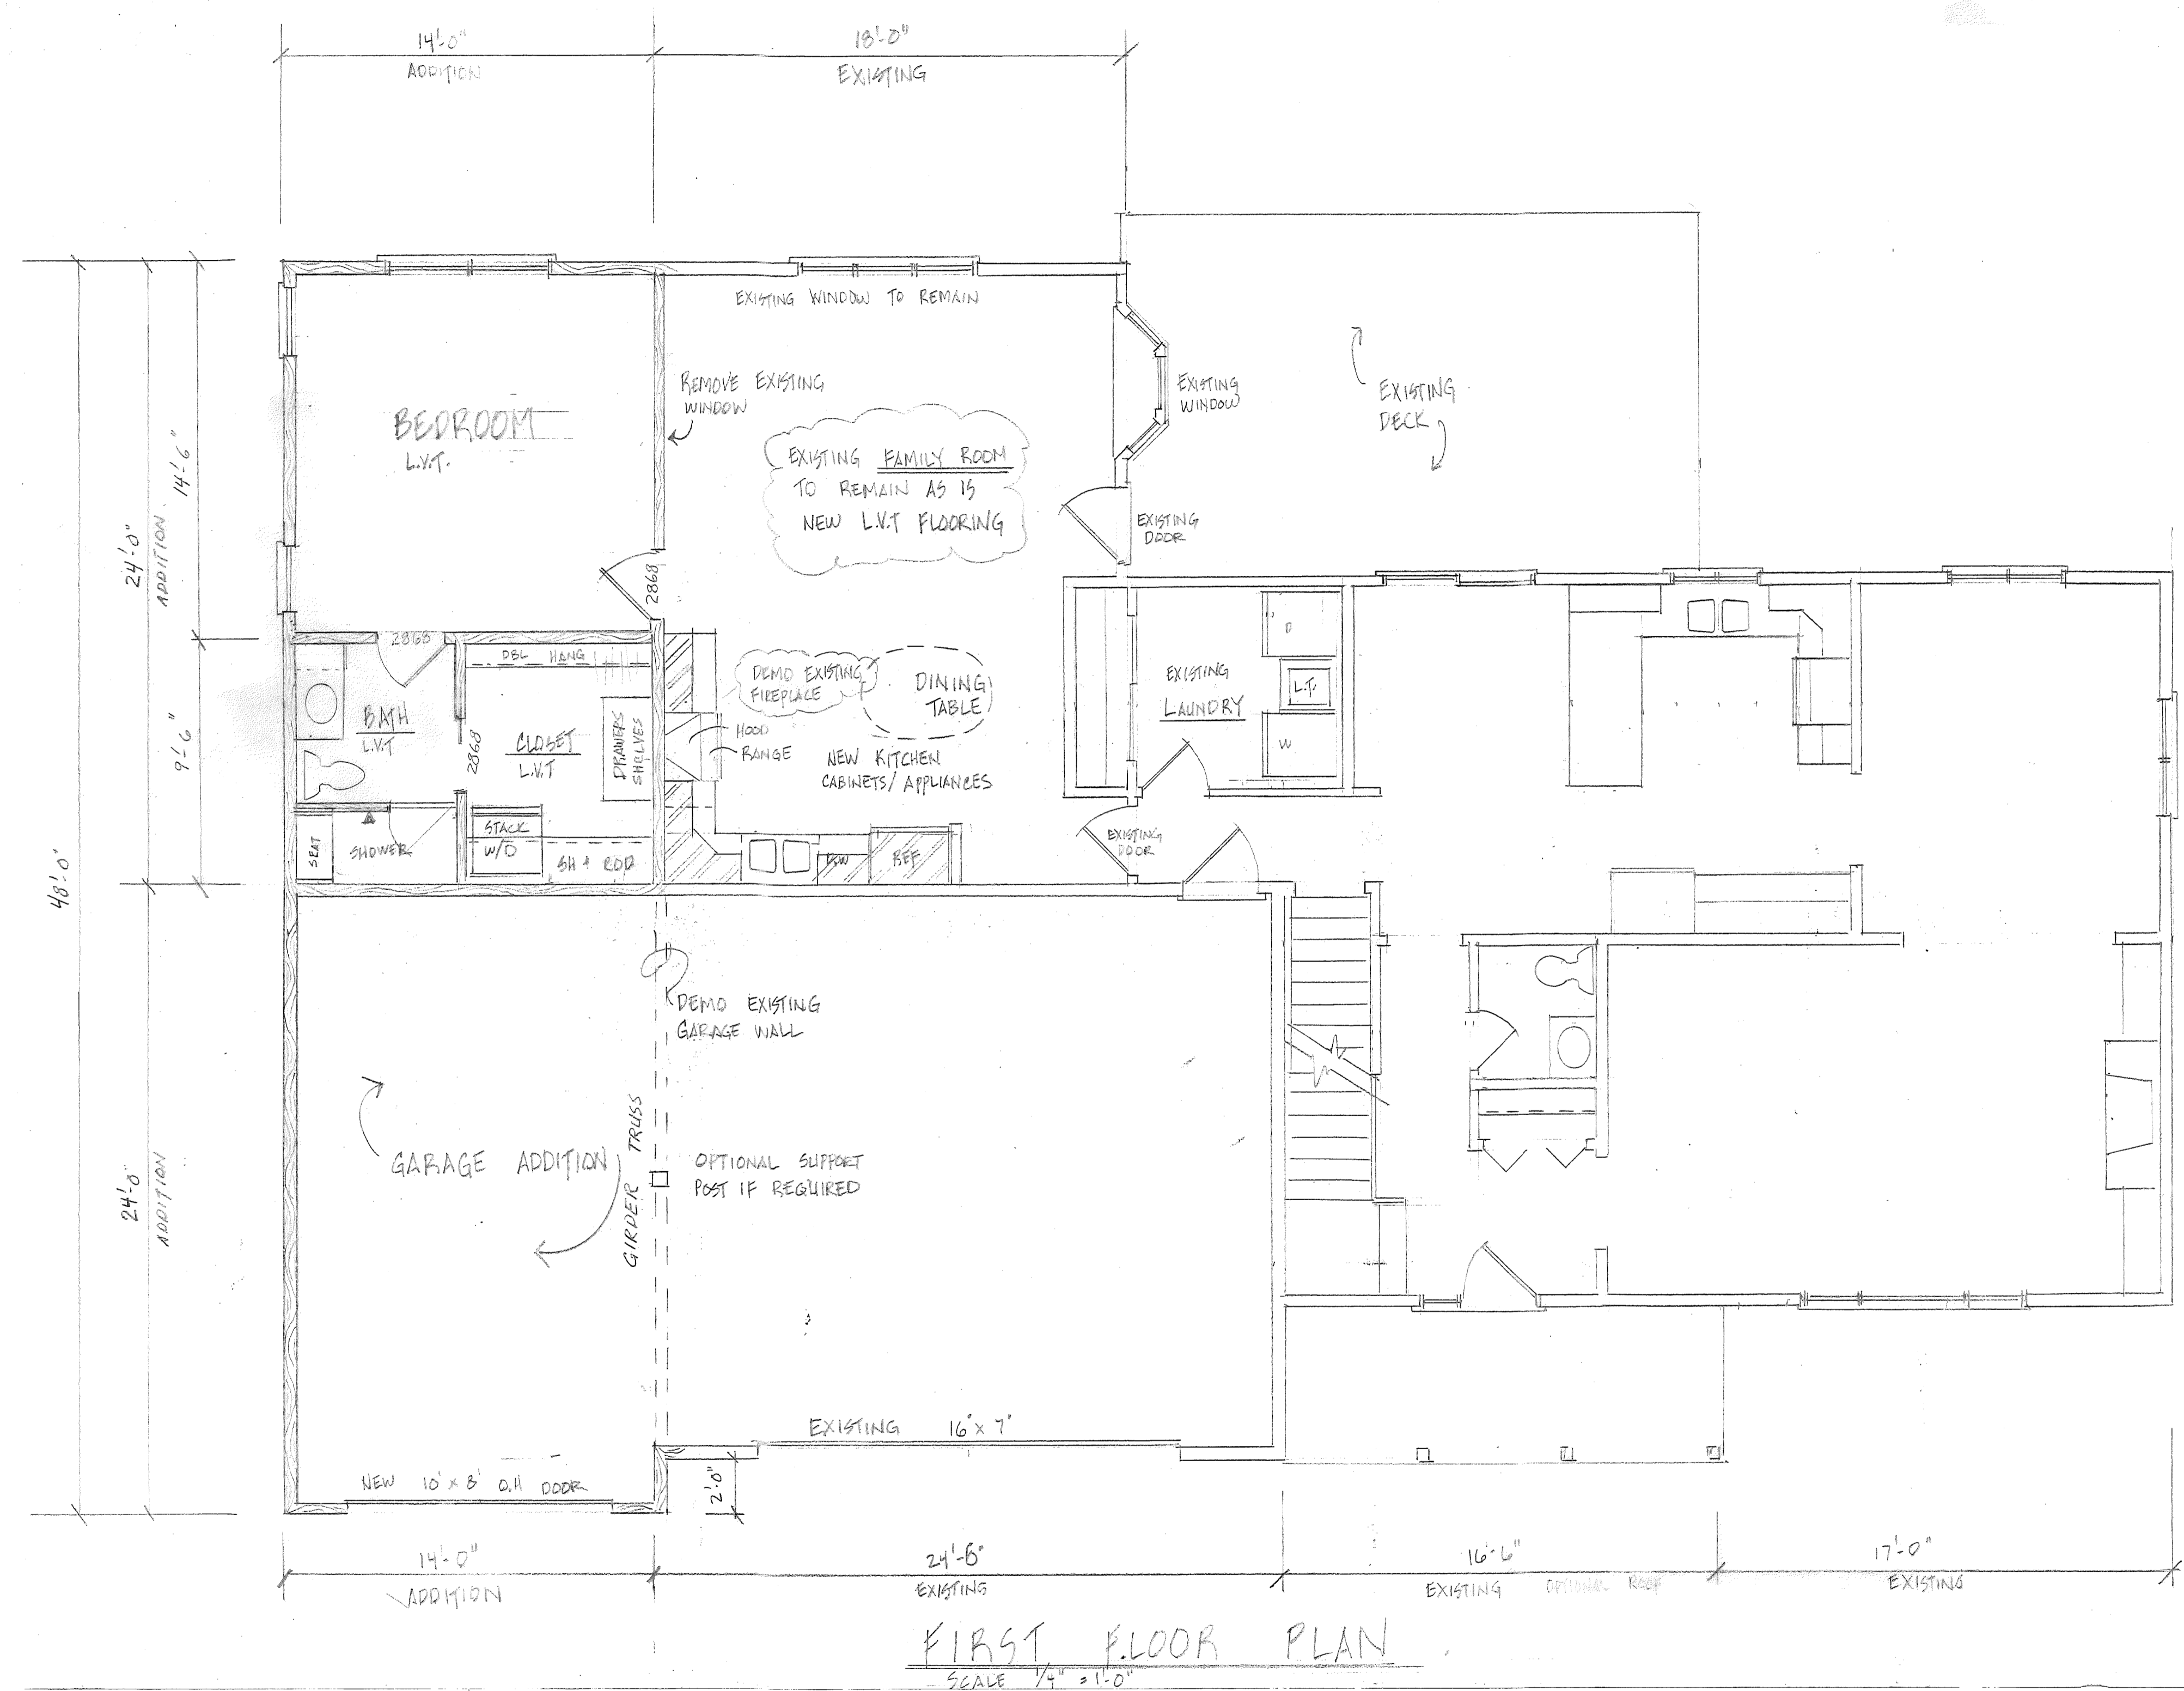 14'-0"
ADDITION
18'-0"
EXISTING
EXISTING WINDOW TO REMAIN
REMOVE EXISTING
WINDOW
BEDROOM
L.V.T.
EXISTING FAMILY ROOM
TO REMAIN AS IS
NEW L.V.T FLOORING
EXISTING
WINDOW
EXISTING
DECK
EXISTING
DOOR
14'-6"
24'-0"
ADDITION.
9'-6"
48'-0"
2868
2868
DBL HANG
BATH
L.V.T
2868
CLOSET
L.V.T
DRAWERS
SHELVES
DEMO EXISTING
FIREPLACE
DINING
TABLE
HOOD
RANGE
NEW KITCHEN
CABINETS/APPLIANCES
EXISTING
LAUNDRY
D
L.T.
W
SEAT
SHOWER
STACK
W/D
SH & ROD
D.W
REF
EXISTING
DOOR
DEMO EXISTING
GARAGE WALL
GARAGE ADDITION
GIRDER TRUSS
OPTIONAL SUPPORT
POST IF REQUIRED
24'-0"
ADDITION
EXISTING 16' x 7'
NEW 10' x 8' O.H DOOR
2'-0"
14'-0"
ADDITION
EXISTING
16'-6"
EXISTING OPTIONAL ROOF
17'-0"
EXISTING
FIRST FLOOR PLAN
SCALE 1/4" = 1'-0"